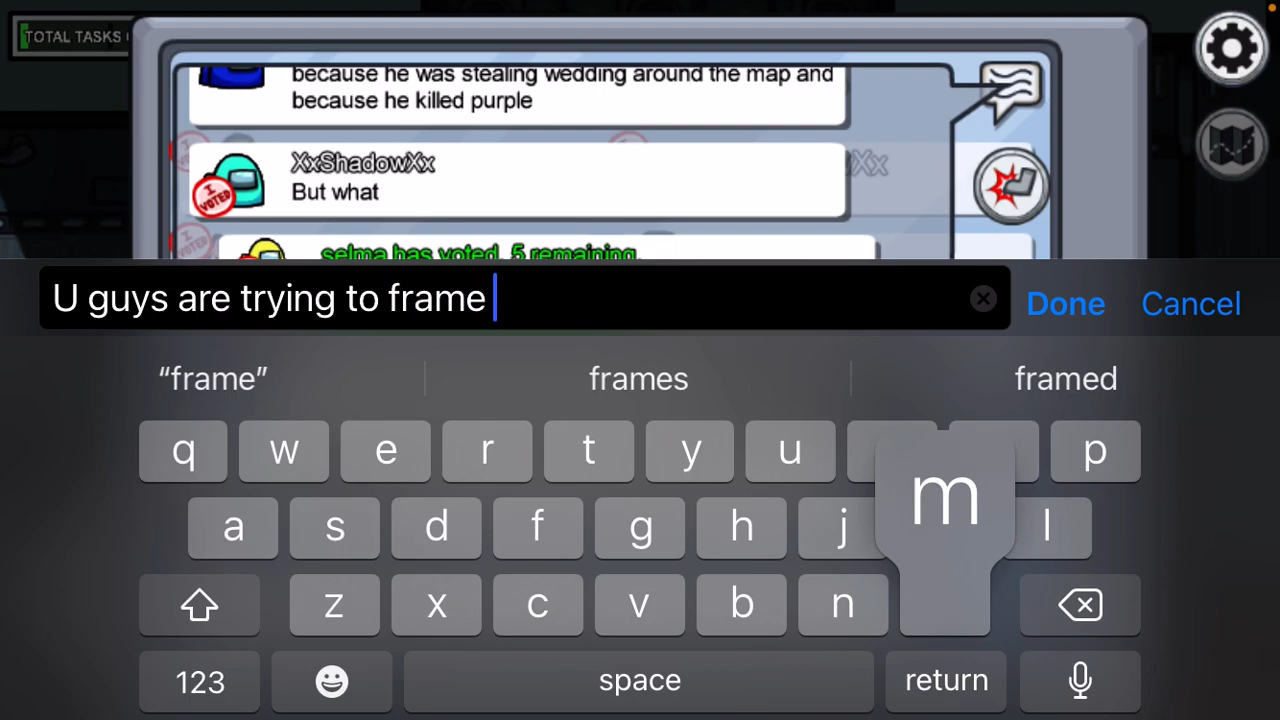 TOTAL TASKS
because he was stealing wedding around the map and
because he killed purple
XxShadowXx
But what
I VOTED
selma has voted. 5 remaining.
U guys are trying to frame
Done
Cancel
“frame”
frames
framed
q w e r t y u p
a s d f g h j l
m
z x c v b n
123
space
return